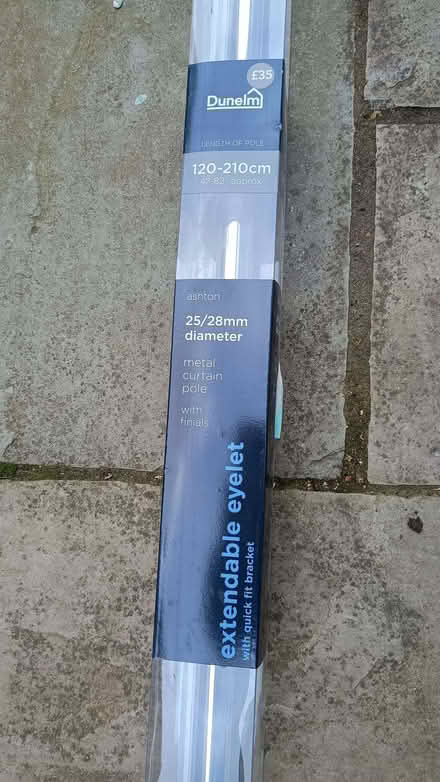 £35
Dunelm
LENGTH OF POLE
120-210cm
47-82" approx
ashton
25/28mm
diameter
metal
curtain
pole
with
finials
extendable eyelet
with quick fit bracket